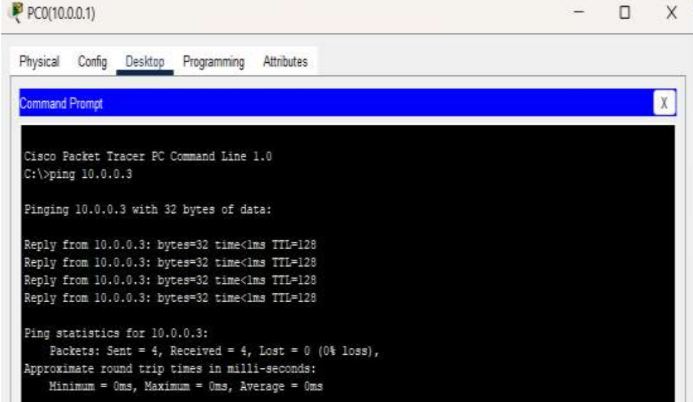 PC0(10.0.0.1)
Physical Config Desktop Programming Attributes
Command Prompt
X
Cisco Packet Tracer PC Command Line 1.0
C:\>ping 10.0.0.3
Pinging 10.0.0.3 with 32 bytes of data:
Reply from 10.0.0.3: bytes=32 time<1ms TTL=128
Reply from 10.0.0.3: bytes=32 time<1ms TTL=128
Reply from 10.0.0.3: bytes=32 time<1ms TTL=128
Reply from 10.0.0.3: bytes=32 time<1ms TTL=128
Ping statistics for 10.0.0.3:
Packets: Sent = 4, Received = 4, Lost = 0 (0% loss),
Approximate round trip times in milli-seconds:
Minimum = 0ms, Maximum = 0ms, Average = 0ms